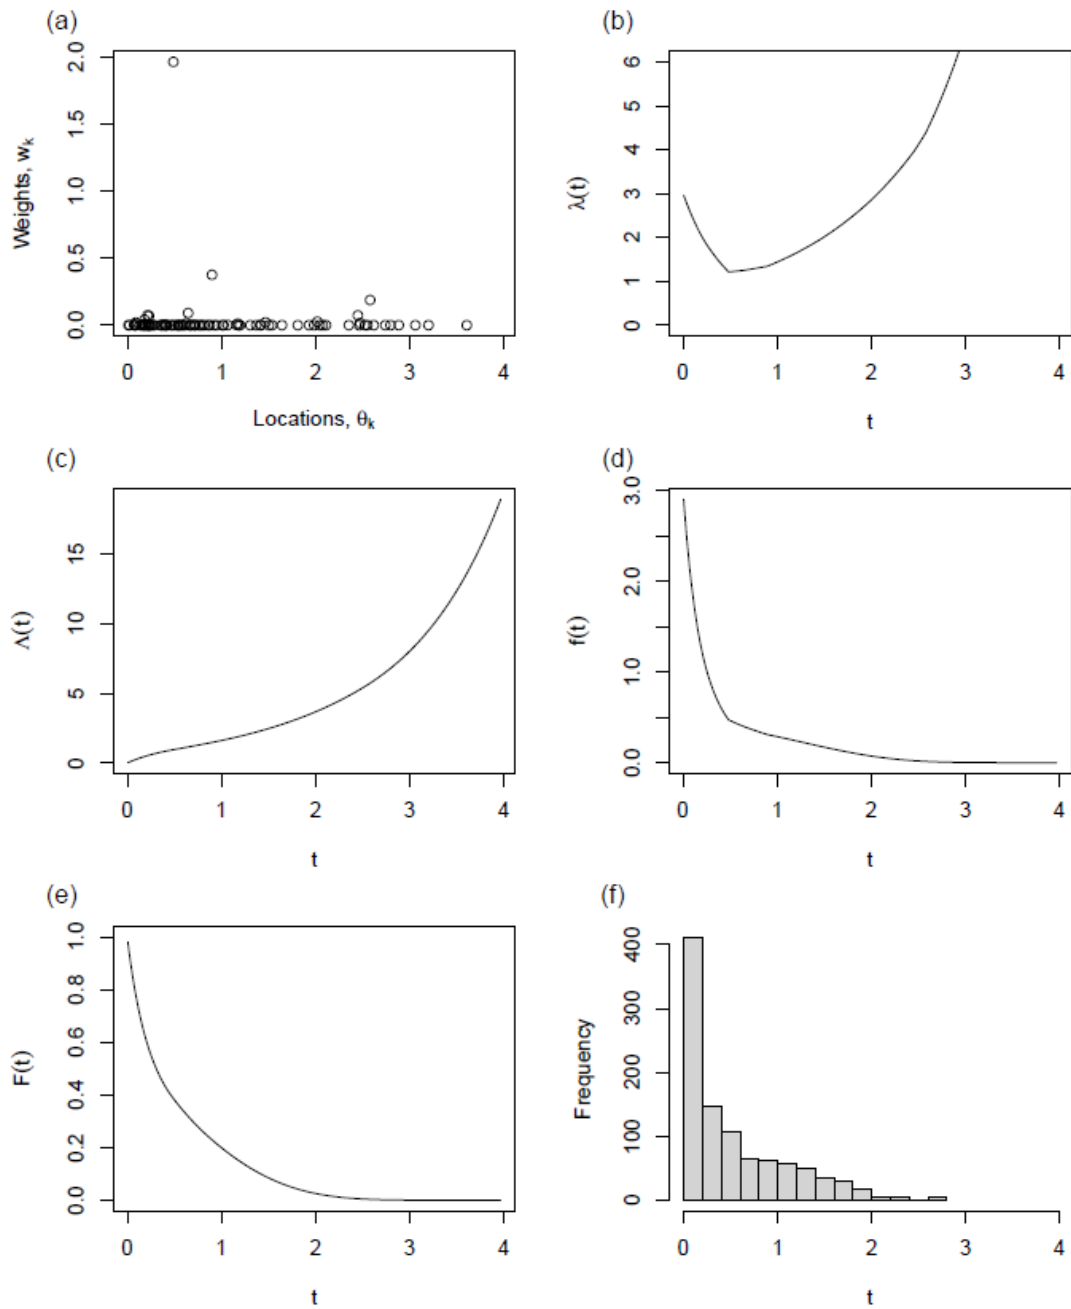 (a)
Weights, wₖ
2.0
1.5
1.0
0.5
0.0
0 1 2 3 4
Locations, θₖ
(b)
λ(t)
6
5
4
3
2
1
0
0 1 2 3 4
t
(c)
Λ(t)
15
10
5
0
0 1 2 3 4
t
(d)
f(t)
3.0
2.0
1.0
0.0
0 1 2 3 4
t
(e)
F(t)
1.0
0.8
0.6
0.4
0.2
0.0
0 1 2 3 4
t
(f)
Frequency
400
300
200
100
0
0 1 2 3 4
t